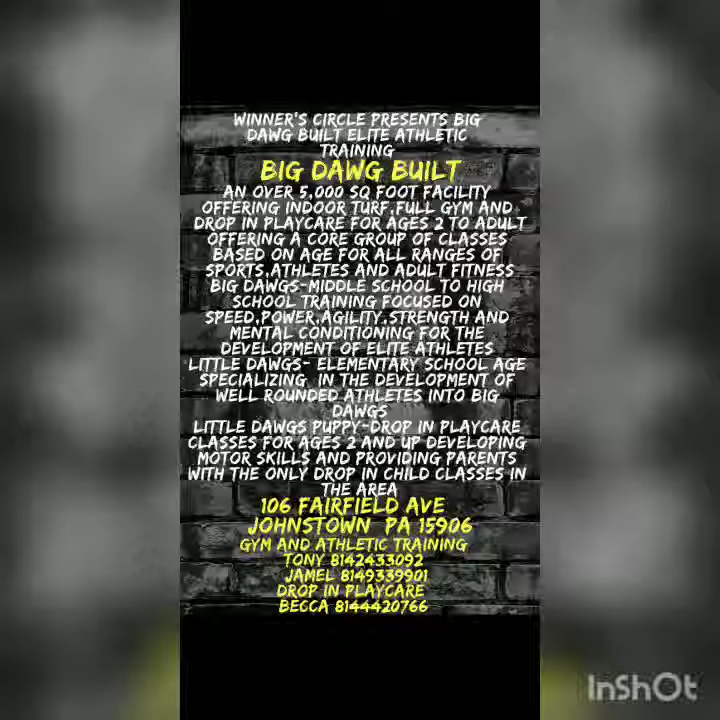 WINNER'S CIRCLE PRESENTS BIG
DAWG BUILT ELITE ATHLETIC
TRAINING
BIG DAWG BUILT
AN OVER 5,000 SQ FOOT FACILITY
OFFERING INDOOR TURF,FULL GYM AND
DROP IN PLAYCARE FOR AGES 2 TO ADULT
OFFERING A CORE GROUP OF CLASSES
BASED ON AGE FOR ALL RANGES OF
SPORTS,ATHLETES AND ADULT FITNESS
BIG DAWGS-MIDDLE SCHOOL TO HIGH
SCHOOL TRAINING FOCUSED ON
SPEED,POWER,AGILITY,STRENGTH AND
MENTAL CONDITIONING FOR THE
DEVELOPMENT OF ELITE ATHLETES
LITTLE DAWGS- ELEMENTARY SCHOOL AGE
SPECIALIZING IN THE DEVELOPMENT OF
WELL ROUNDED ATHLETES INTO BIG
DAWGS
LITTLE DAWGS PUPPY-DROP IN PLAYCARE
CLASSES FOR AGES 2 AND UP DEVELOPING
MOTOR SKILLS AND PROVIDING PARENTS
WITH THE ONLY DROP IN CHILD CLASSES IN
THE AREA
106 FAIRFIELD AVE
JOHNSTOWN PA 15906
GYM AND ATHLETIC TRAINING
TONY 8142433092
JAMEL 8149339901
DROP IN PLAYCARE
BECCA 8144420766
InShOt